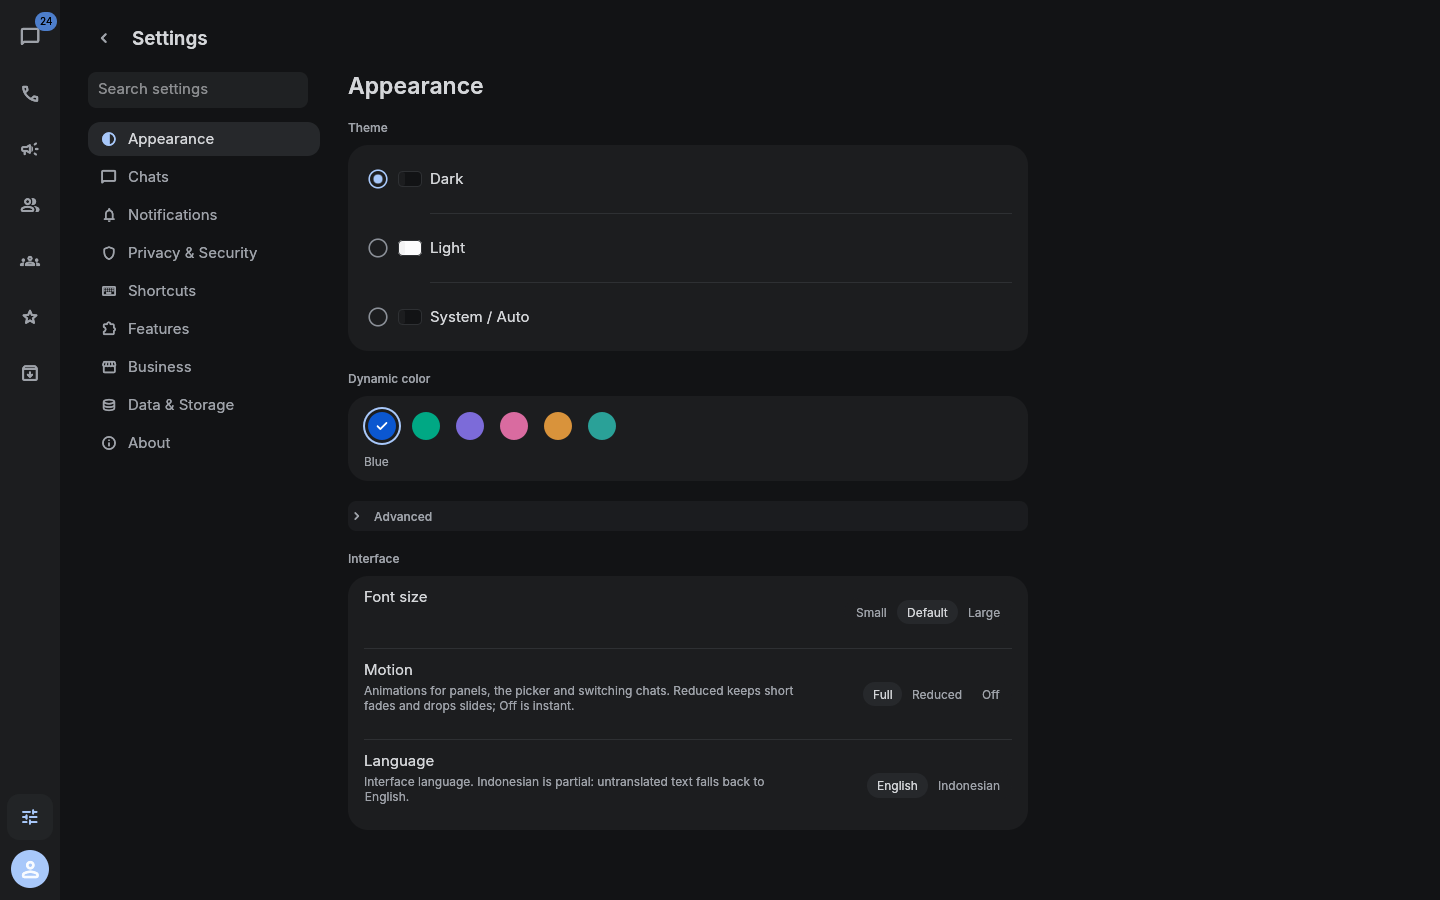 24
Settings
Search settings
Appearance
Chats
Notifications
Privacy & Security
Shortcuts
Features
Business
Data & Storage
About
Appearance
Theme
Dark
Light
System / Auto
Dynamic color
Blue
Advanced
Interface
Font size
Small Default Large
Motion
Animations for panels, the picker and switching chats. Reduced keeps short
fades and drops slides; Off is instant.
Full Reduced Off
Language
Interface language. Indonesian is partial: untranslated text falls back to
English.
English Indonesian